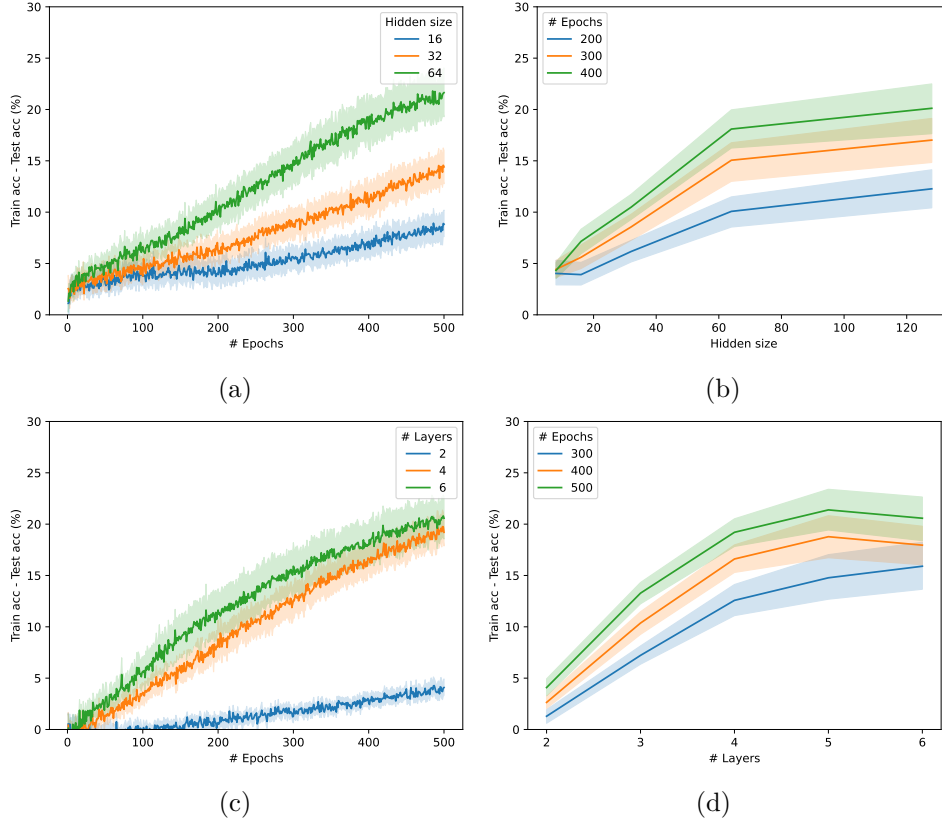 30
25
20
15
10
5
0
Train acc - Test acc (%)
Hidden size
16
32
64
0 100 200 300 400 500
# Epochs
(a)
30
25
20
15
10
5
0
Train acc - Test acc (%)
# Epochs
200
300
400
20 40 60 80 100 120
Hidden size
(b)
30
25
20
15
10
5
0
Train acc - Test acc (%)
# Layers
2
4
6
0 100 200 300 400 500
# Epochs
(c)
30
25
20
15
10
5
0
Train acc - Test acc (%)
# Epochs
300
400
500
2 3 4 5 6
# Layers
(d)